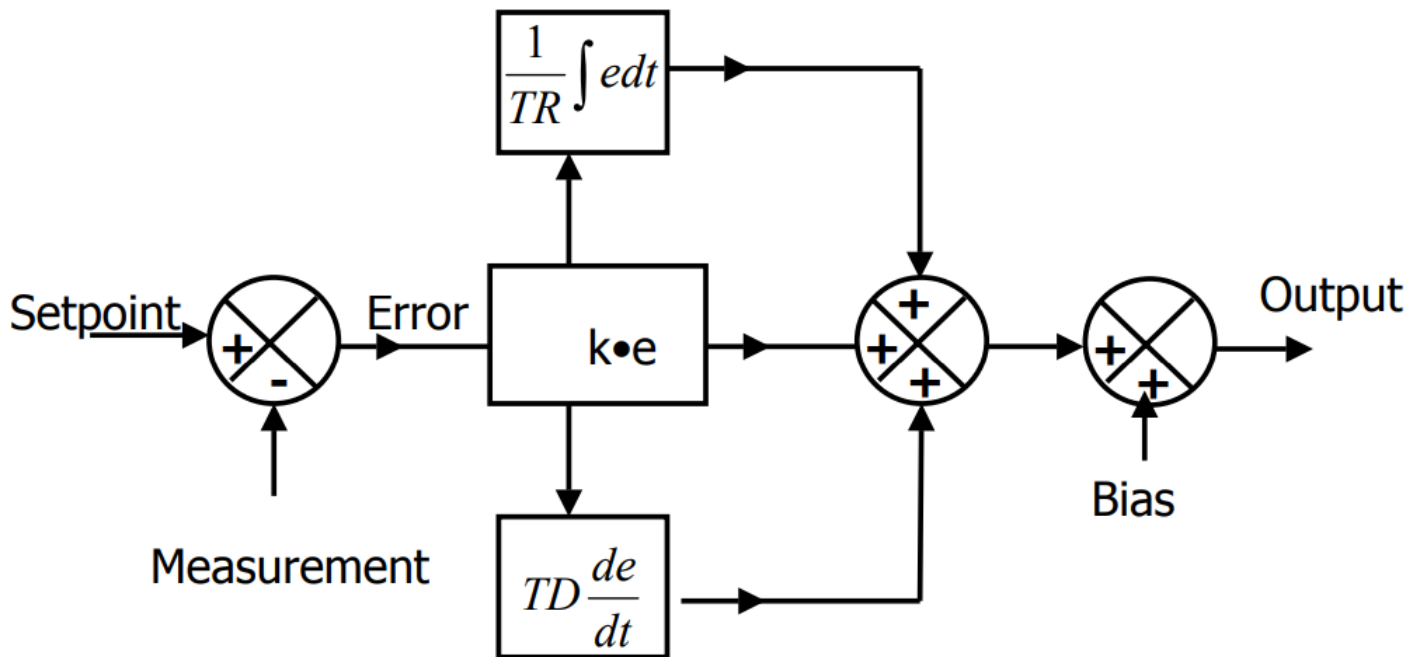 1/TR ∫ edt
Setpoint
+
-
Error
k•e
+
+
+
+
+
Output
Measurement
TD de/dt
Bias